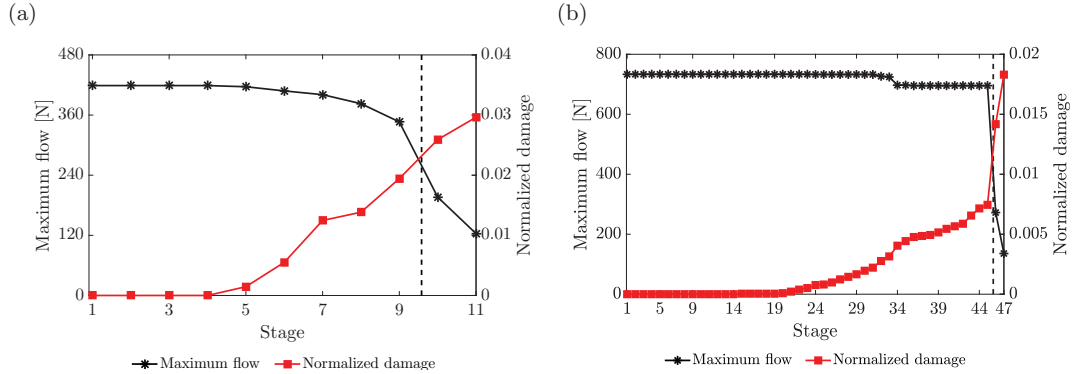 (a)
480
360
240
120
0
Maximum flow [N]
0.04
0.03
0.02
0.01
0
Normalized damage
1 3 5 7 9 11
Stage
Maximum flow Normalized damage
(b)
800
600
400
200
0
Maximum flow [N]
0.02
0.015
0.01
0.005
0
Normalized damage
1 5 9 14 19 24 29 34 39 44 47
Stage
Maximum flow Normalized damage